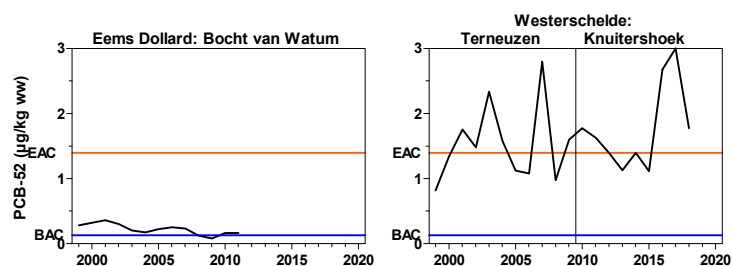 Eems Dollard: Bocht van Watum
PCB-52 (µg/kg ww)
3
2
EAC
1
BAC
0
2000 2005 2010 2015 2020
Westerschelde:
Terneuzen Knuitershoek
3
2
EAC
1
BAC
0
2000 2005 2010 2015 2020